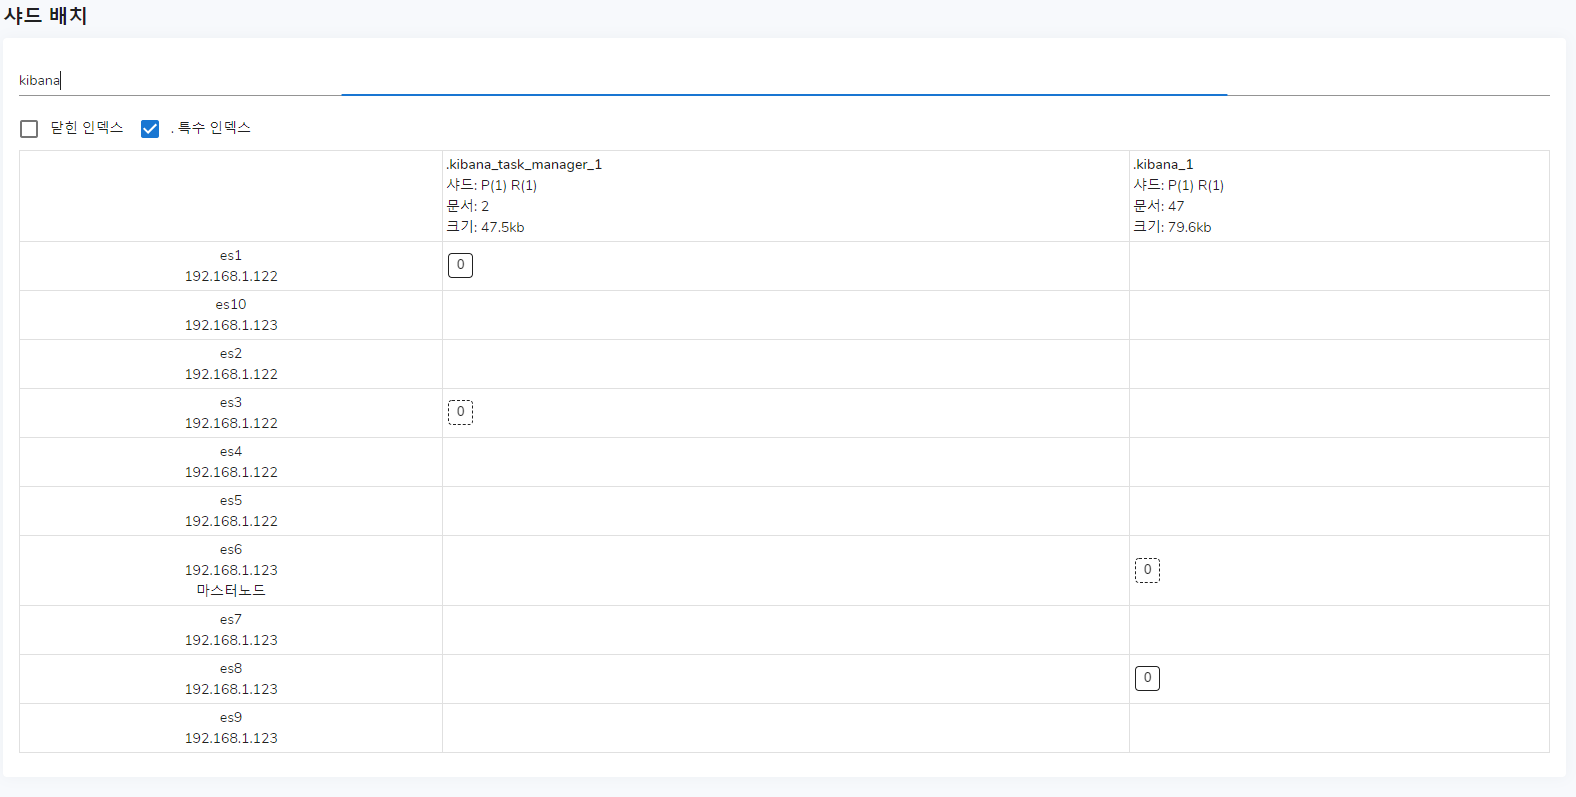 샤드 배치
kibana
닫힌 인덱스 . 특수 인덱스
.kibana_task_manager_1
샤드: P(1) R(1)
문서: 2
크기: 47.5kb
.kibana_1
샤드: P(1) R(1)
문서: 47
크기: 79.6kb
es1
192.168.1.122
0
es10
192.168.1.123
es2
192.168.1.122
es3
192.168.1.122
0
es4
192.168.1.122
es5
192.168.1.122
es6
192.168.1.123
마스터노드
0
es7
192.168.1.123
es8
192.168.1.123
0
es9
192.168.1.123